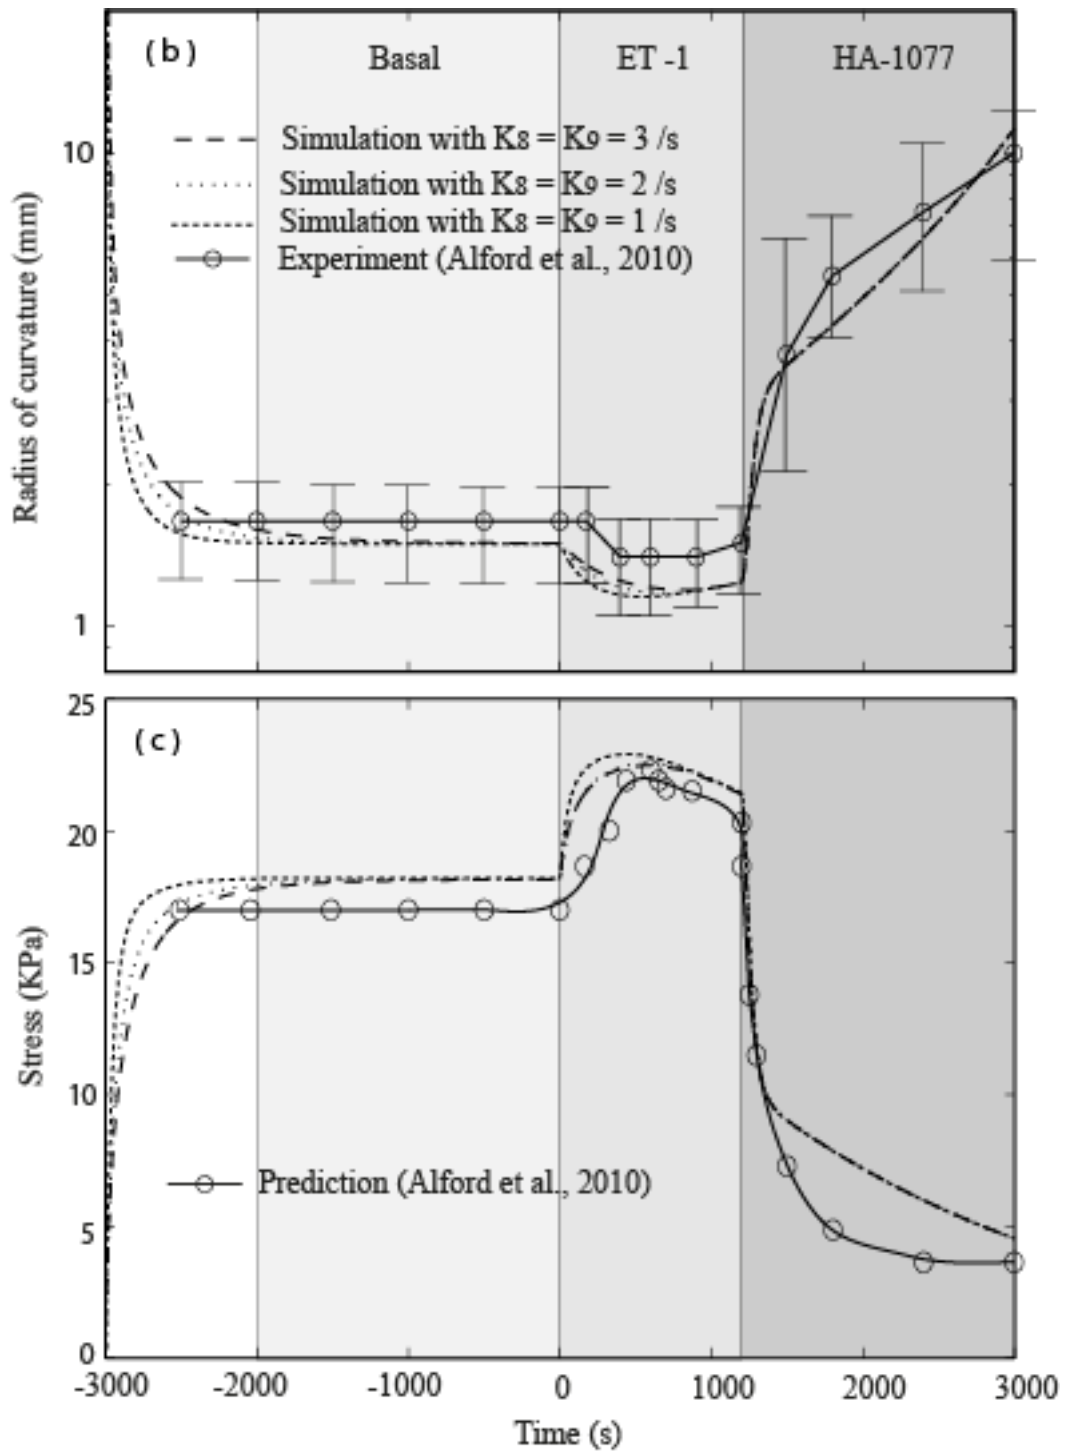 (b)
Basal
ET -1
HA-1077
Simulation with K8 = K9 = 3 /s
Simulation with K8 = K9 = 2 /s
Simulation with K8 = K9 = 1 /s
Experiment (Alford et al., 2010)
10
1
Radius of curvature (mm)
(c)
25
20
15
10
5
0
Stress (KPa)
Prediction (Alford et al., 2010)
-3000 -2000 -1000 0 1000 2000 3000
Time (s)